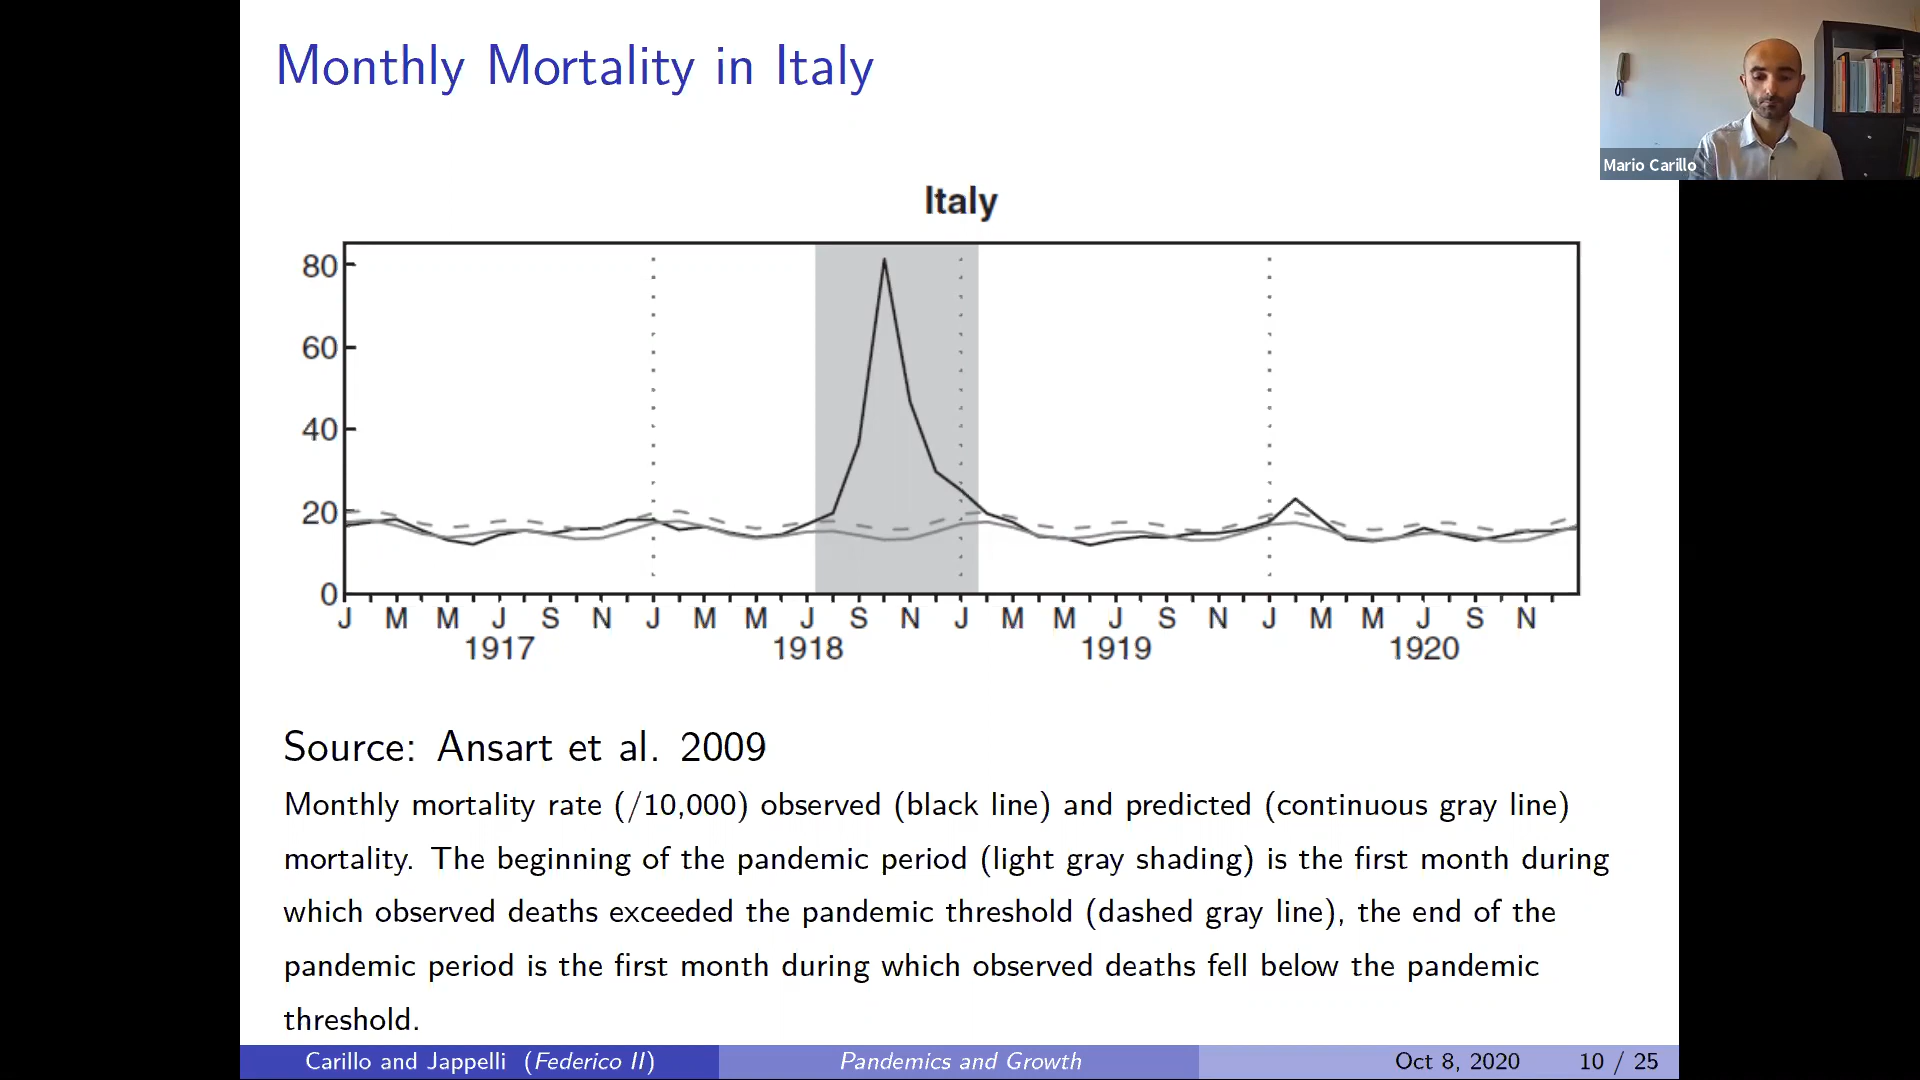 Monthly Mortality in Italy
Mario Carillo
Italy
80
60
40
20
0
J M M J S N J M M J S N J M M J S N J M M J S N
1917 1918 1919 1920
Source: Ansart et al. 2009
Monthly mortality rate (/10,000) observed (black line) and predicted (continuous gray line)
mortality. The beginning of the pandemic period (light gray shading) is the first month during
which observed deaths exceeded the pandemic threshold (dashed gray line), the end of the
pandemic period is the first month during which observed deaths fell below the pandemic
threshold.
Carillo and Jappelli (Federico II) Pandemics and Growth Oct 8, 2020 10 / 25